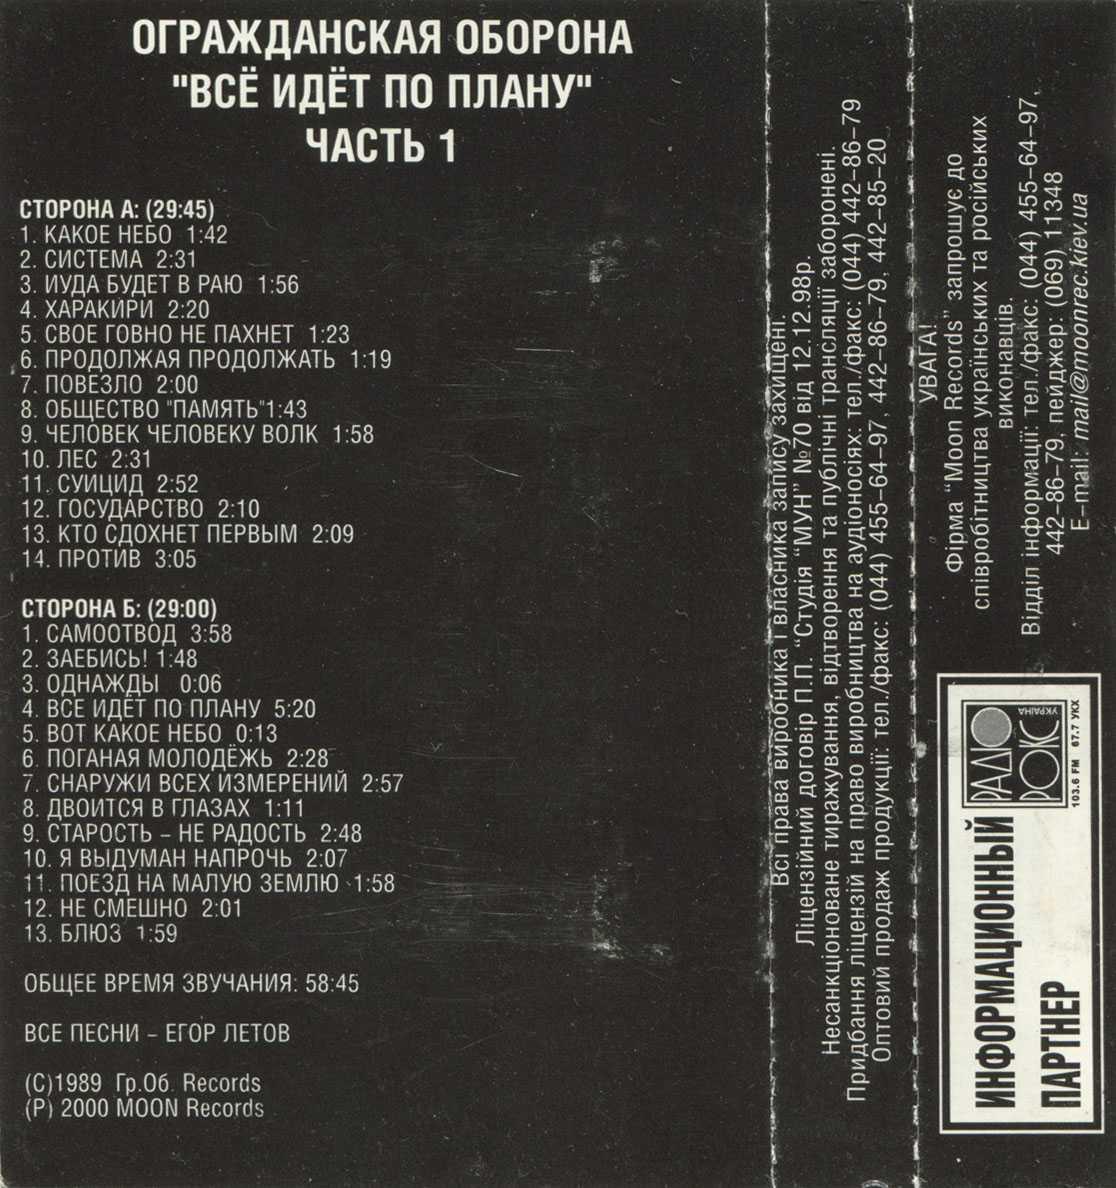 ОГРАЖДАНСКАЯ ОБОРОНА
"ВСЁ ИДЁТ ПО ПЛАНУ"
ЧАСТЬ 1
СТОРОНА А: (29:45)
1. КАКОЕ НЕБО 1:42
2. СИСТЕМА 2:31
3. ИУДА БУДЕТ В РАЮ 1:56
4. ХАРАКИРИ 2:20
5. СВОЕ ГОВНО НЕ ПАХНЕТ 1:23
6. ПРОДОЛЖАЯ ПРОДОЛЖАТЬ 1:19
7. ПОВЕЗЛО 2:00
8. ОБЩЕСТВО "ПАМЯТЬ"1:43
9. ЧЕЛОВЕК ЧЕЛОВЕКУ ВОЛК 1:58
10. ЛЕС 2:31
11. СУИЦИД 2:52
12. ГОСУДАРСТВО 2:10
13. КТО СДОХНЕТ ПЕРВЫМ 2:09
14. ПРОТИВ 3:05
СТОРОНА Б: (29:00)
1. САМООТВОД 3:58
2. ЗАЕБИСЬ! 1:48
3. ОДНАЖДЫ 0:06
4. ВСЕ ИДЁТ ПО ПЛАНУ 5:20
5. ВОТ КАКОЕ НЕБО 0:13
6. ПОГАНАЯ МОЛОДЁЖЬ 2:28
7. СНАРУЖИ ВСЕХ ИЗМЕРЕНИЙ 2:57
8. ДВОИТСЯ В ГЛАЗАХ 1:11
9. СТАРОСТЬ – НЕ РАДОСТЬ 2:48
10. Я ВЫДУМАН НАПРОЧЬ 2:07
11. ПОЕЗД НА МАЛУЮ ЗЕМЛЮ 1:58
12. НЕ СМЕШНО 2:01
13. БЛЮЗ 1:59
ОБЩЕЕ ВРЕМЯ ЗВУЧАНИЯ: 58:45
ВСЕ ПЕСНИ – ЕГОР ЛЕТОВ
(C)1989 Гр.Об. Records
(P) 2000 MOON Records
Всі права виробника і власника запису захищені.
Ліцензійний договір П.П. “Студія “МУН” №70 від 12.12.98р.
Несанкціоноване тиражування, відтворення та публічні трансляції заборонені.
Придбання ліцензій на право виробництва на аудіоносіях: тел./факс: (044) 442–86–79
Оптовий продаж продукції: тел./факс: (044) 455–64–97, 442–86–79, 442–85–20
УВАГА!
Фірма “Moon Records” запрошує до
співробітництва українських та російських
виконавців.
Відділ інформації: тел./факс: (044) 455–64–97,
442–86–79, пейджер: (069) 11348
E–mail: mail@moonrec.kiev.ua
ИНФОРМАЦИОННЫЙ
ПАРТНЕР
РАДІО
РОКС
УКРАЇНА
103.6 FM 67.7 УКХ